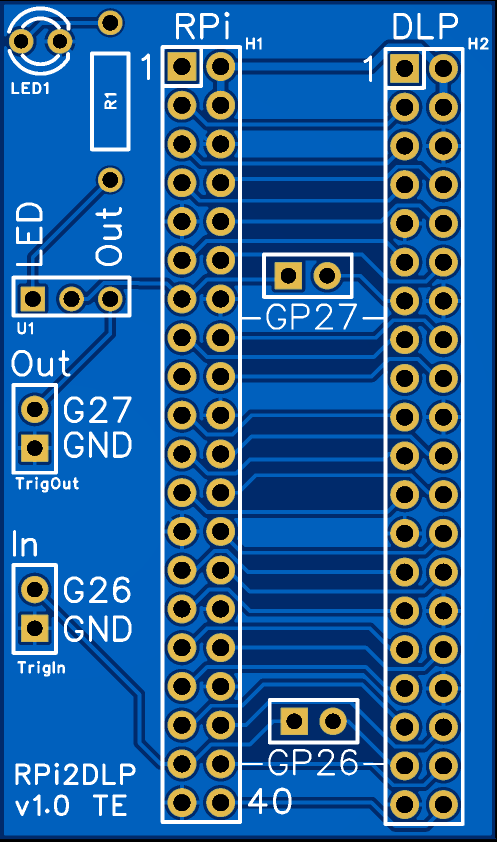 RPi
DLP
H1
H2
1
1
LED1
R1
LED
Out
U1
GP27
Out
G27
GND
TrigOut
In
G26
GND
TrigIn
GP26
RPi2DLP
v1.0 TE
40